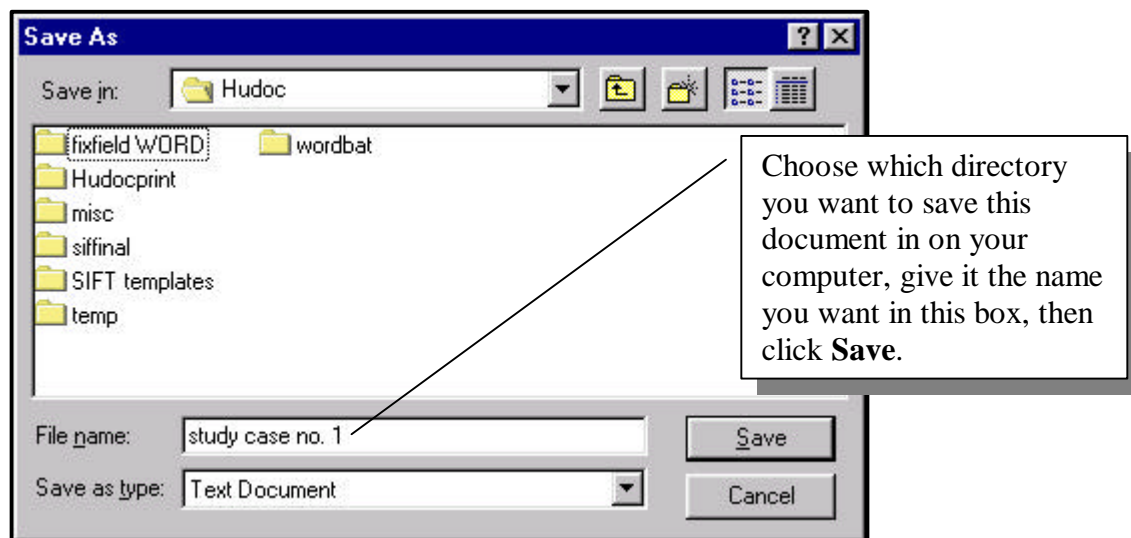 Save As
Save in: Hudoc
fixfield WORD wordbat
Hudocprint
misc
siffinal
SIFT templates
temp
Choose which directory
you want to save this
document in on your
computer, give it the name
you want in this box, then
click Save.
File name: study case no. 1 Save
Save as type: Text Document Cancel